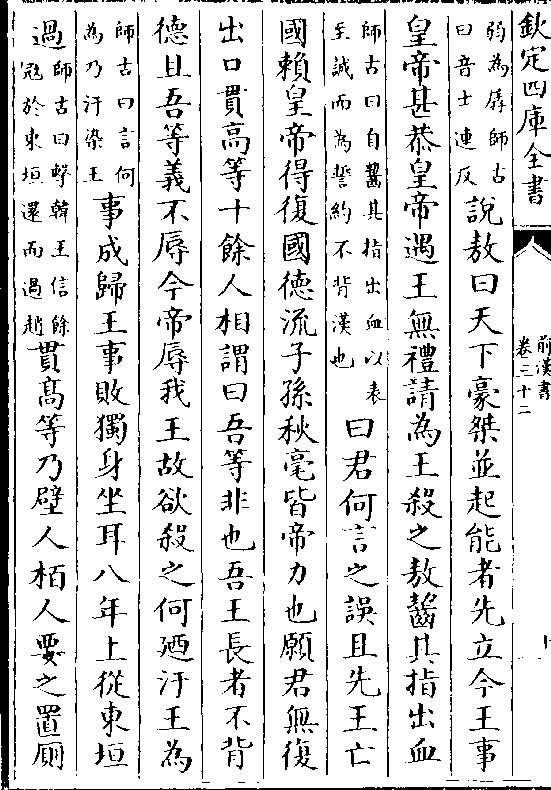 欽定四庫全書
前漢書
卷三十二
十
弱為孱師古
曰音士連反
說敖曰天下豪桀並起能者先立今王事
皇帝甚恭皇帝遇王無禮請為王殺之敖齧其指出血
師古曰自齧其指出血以表
至誠而為誓約不背漢也
曰君何言之誤且先王亡
國賴皇帝得復國德流子孫秋毫皆帝力也願君無復
出口貫高等十餘人相謂曰吾等非也吾王長者不背
德且吾等義不辱今帝辱我王故欲殺之何廼汙王為
師古曰言何
為乃汙染王
事成歸王事敗獨身坐耳八年上從東垣
過
師古曰擊韓王信餘
冦於東垣還而過趙
貫髙等乃壁人栢人要之置厠